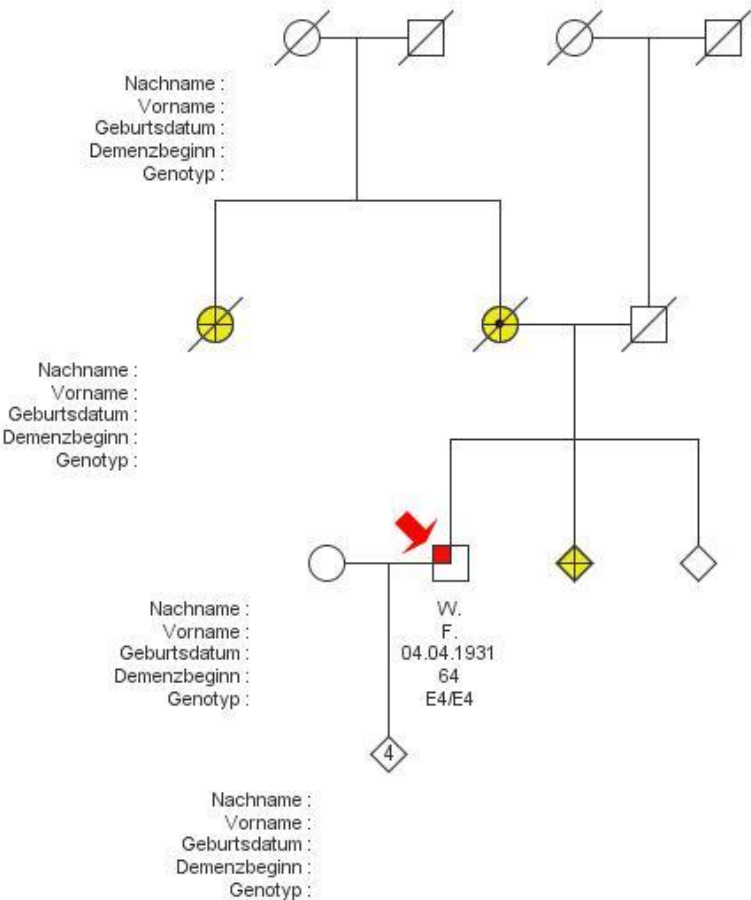 Nachname :
Vorname :
Geburtsdatum :
Demenzbeginn :
Genotyp :
Nachname :
Vorname :
Geburtsdatum :
Demenzbeginn :
Genotyp :
Nachname : W.
Vorname : F.
Geburtsdatum : 04.04.1931
Demenzbeginn : 64
Genotyp : E4/E4
4
Nachname :
Vorname :
Geburtsdatum :
Demenzbeginn :
Genotyp :